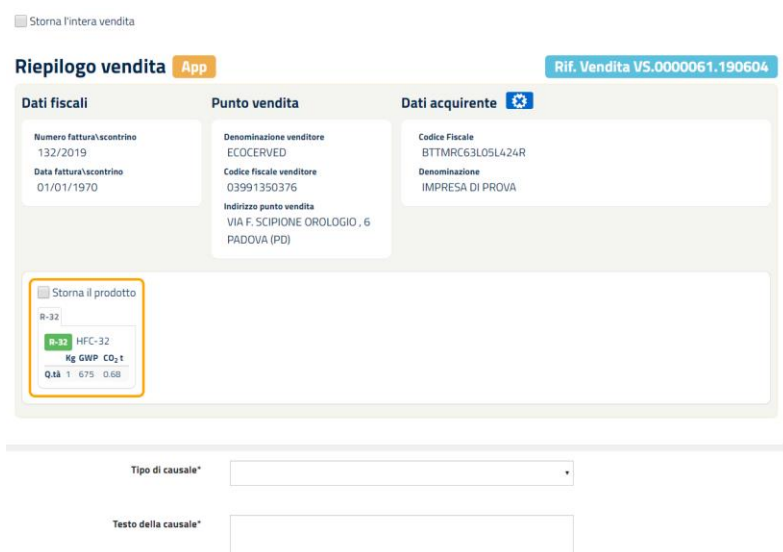 Storna l'intera vendita
Riepilogo vendita App
Rif. Vendita VS.0000061.190604
Dati fiscali
Numero fattura\scontrino
132/2019
Data fattura\scontrino
01/01/1970
Punto vendita
Denominazione venditore
ECOCERVED
Codice fiscale venditore
03991350376
Indirizzo punto vendita
VIA F. SCIPIONE OROLOGIO , 6
PADOVA (PD)
Dati acquirente
Codice Fiscale
BTTMRC63L05L424R
Denominazione
IMPRESA DI PROVA
Storna il prodotto
R-32
R-32 HFC-32
Kg GWP CO₂ t
Q.tà 1 675 0.68
Tipo di causale*
Testo della causale*